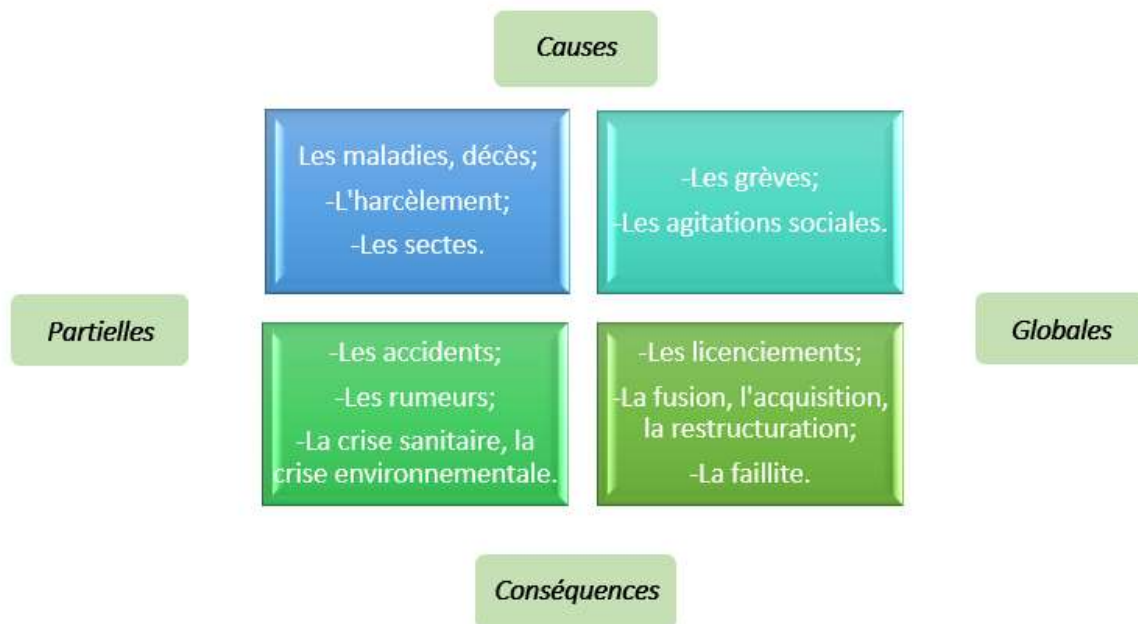 Causes
Les maladies, décès;
-L'harcèlement;
-Les sectes.
-Les grèves;
-Les agitations sociales.
Partielles
Globales
-Les accidents;
-Les rumeurs;
-La crise sanitaire, la
crise environnementale.
-Les licenciements;
-La fusion, l'acquisition,
la restructuration;
-La faillite.
Conséquences